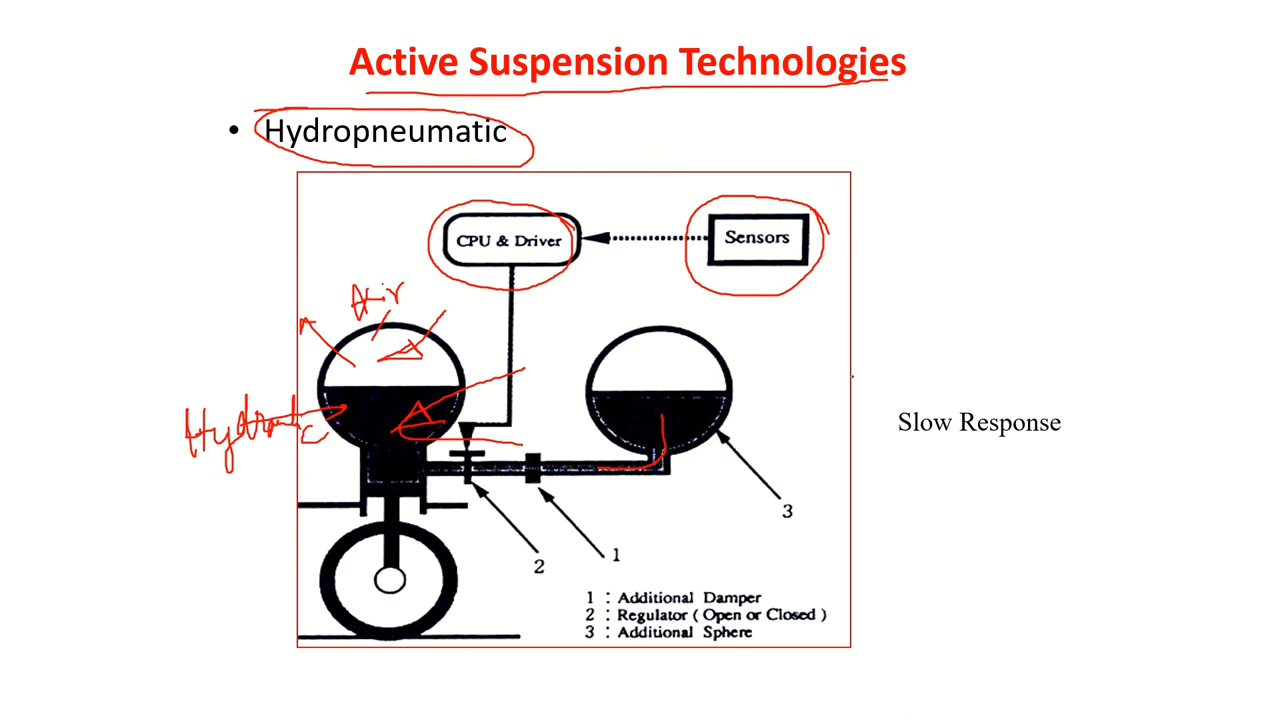 Active Suspension Technologies
• Hydropneumatic
CPU & Driver
Sensors
Air
Slow Response
3
2
1
1 : Additional Damper
2 : Regulator ( Open or Closed )
3 : Additional Sphere